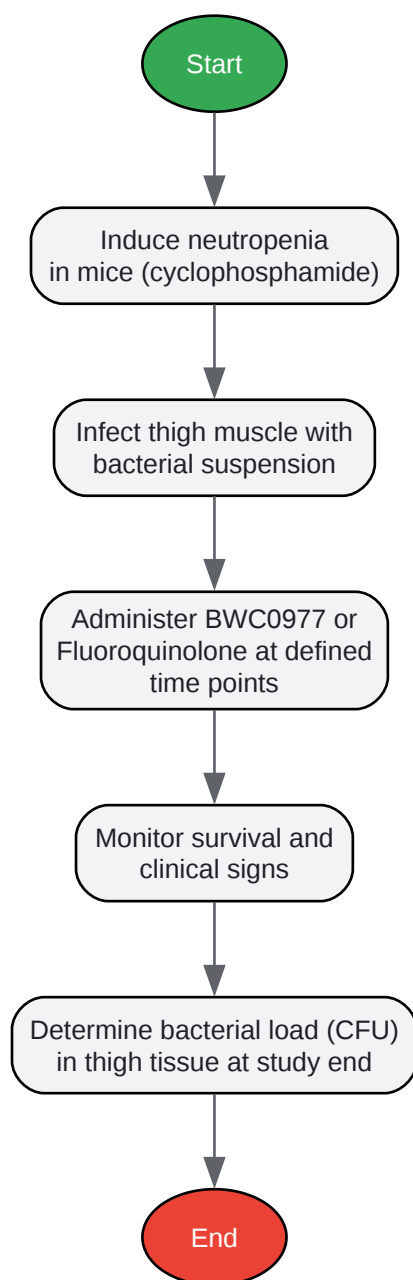 Start
Induce neutropenia
in mice (cyclophosphamide)
Infect thigh muscle with
bacterial suspension
Administer BWC0977 or
Fluoroquinolone at defined
time points
Monitor survival and
clinical signs
Determine bacterial load (CFU)
in thigh tissue at study end
End